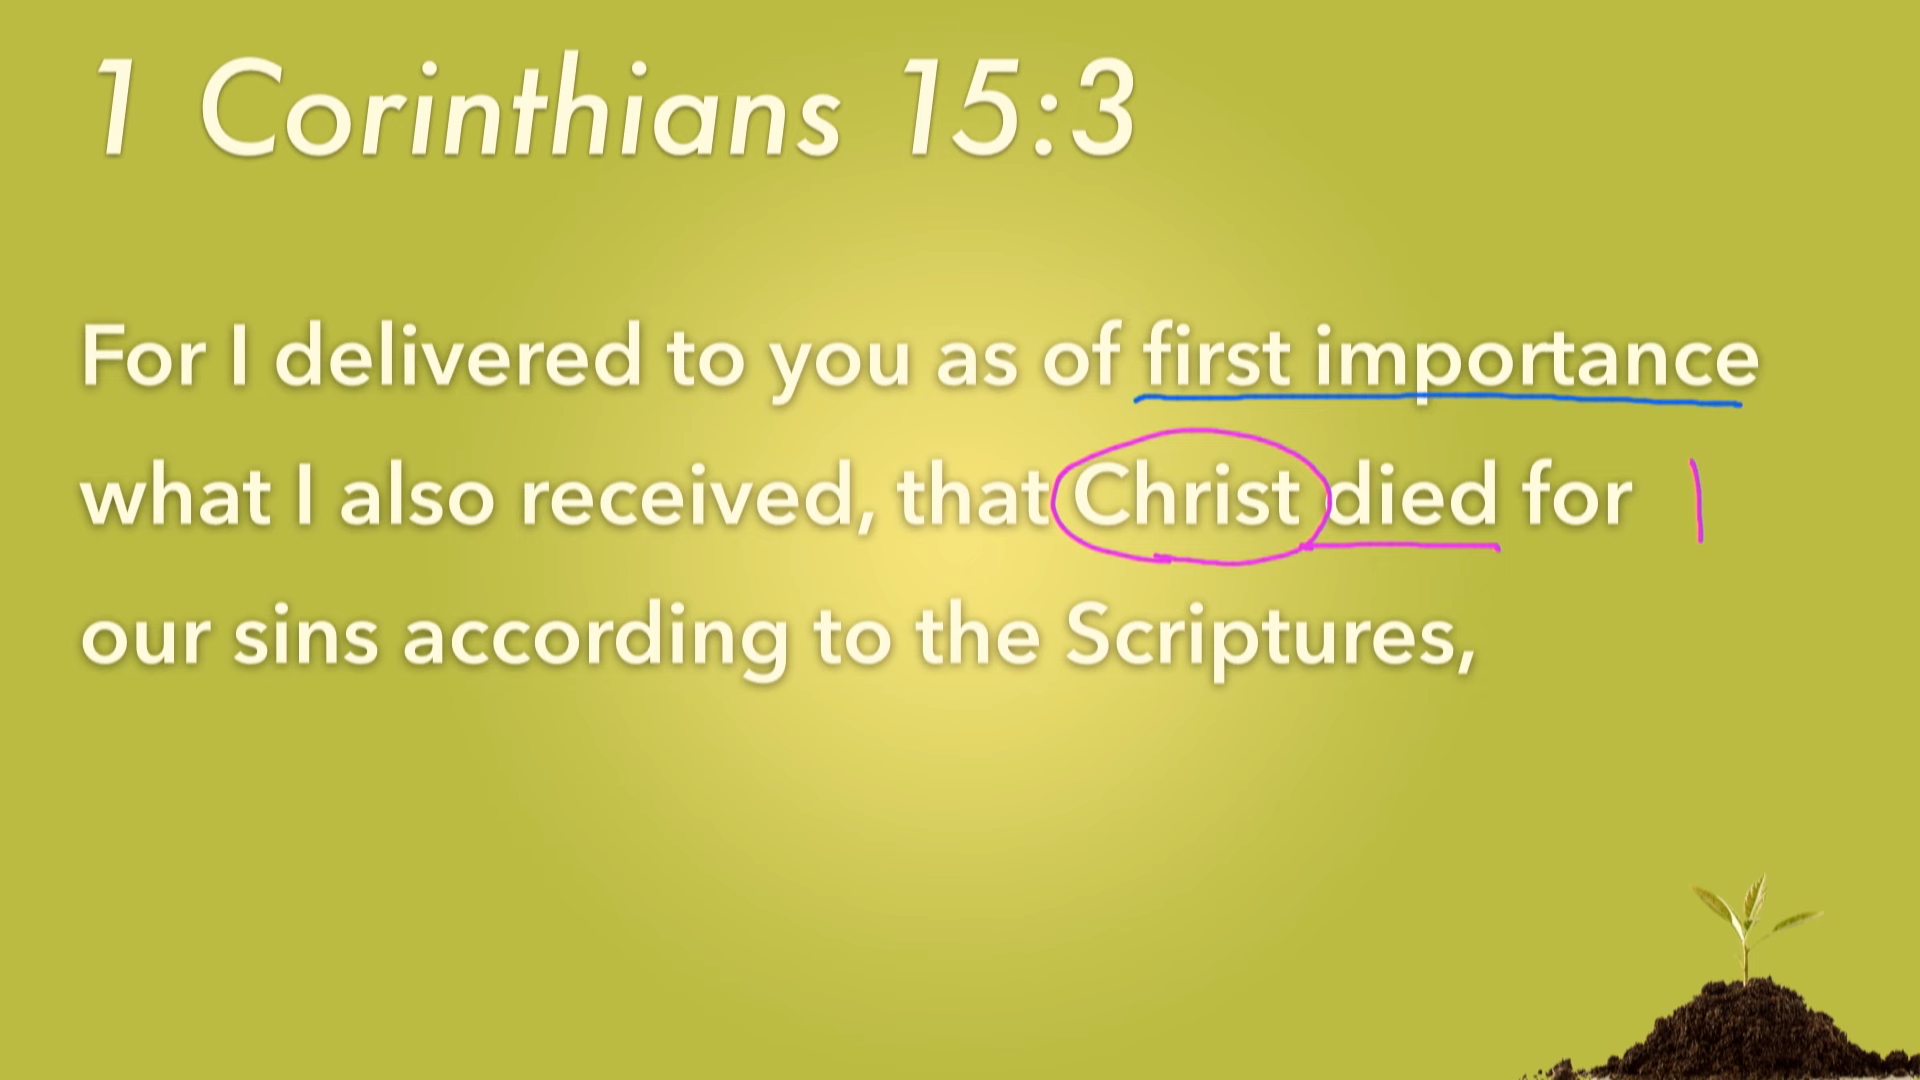 1 Corinthians 15:3
For I delivered to you as of first importance
what I also received, that Christ died for 1
our sins according to the Scriptures,